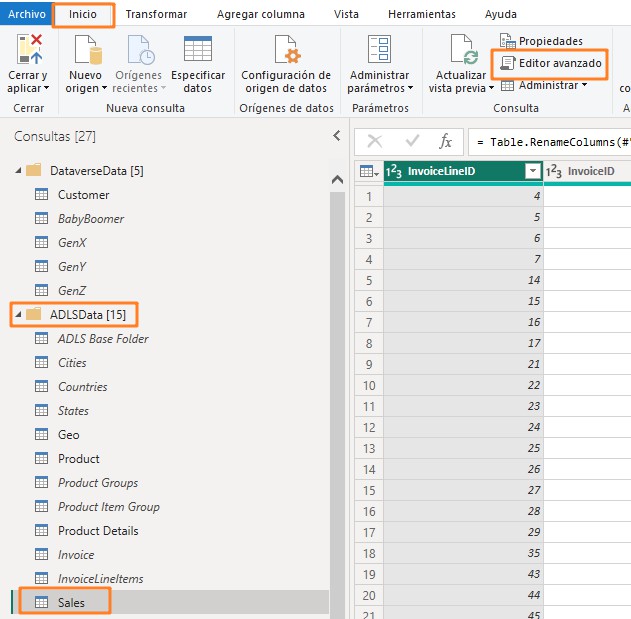 Archivo Inicio Transformar Agregar columna Vista Herramientas Ayuda
Cerrar y aplicar
Cerrar
Nuevo origen
Orígenes recientes
Especificar datos
Nueva consulta
Configuración de origen de datos
Orígenes de datos
Administrar parámetros
Parámetros
Actualizar vista previa
Propiedades
Editor avanzado
Administrar
Consulta
co
A
Consultas [27]
DataverseData [5]
Customer
BabyBoomer
GenX
GenY
GenZ
ADLSData [15]
ADLS Base Folder
Cities
Countries
States
Geo
Product
Product Groups
Product Item Group
Product Details
Invoice
InvoiceLineItems
Sales
fx = Table.RenameColumns(#"
123 InvoiceLineID 123 InvoiceID
1 4
2 5
3 6
4 7
5 14
6 15
7 16
8 17
9 21
10 22
11 23
12 24
13 25
14 26
15 27
16 28
17 29
18 35
19 43
20 44
21 45